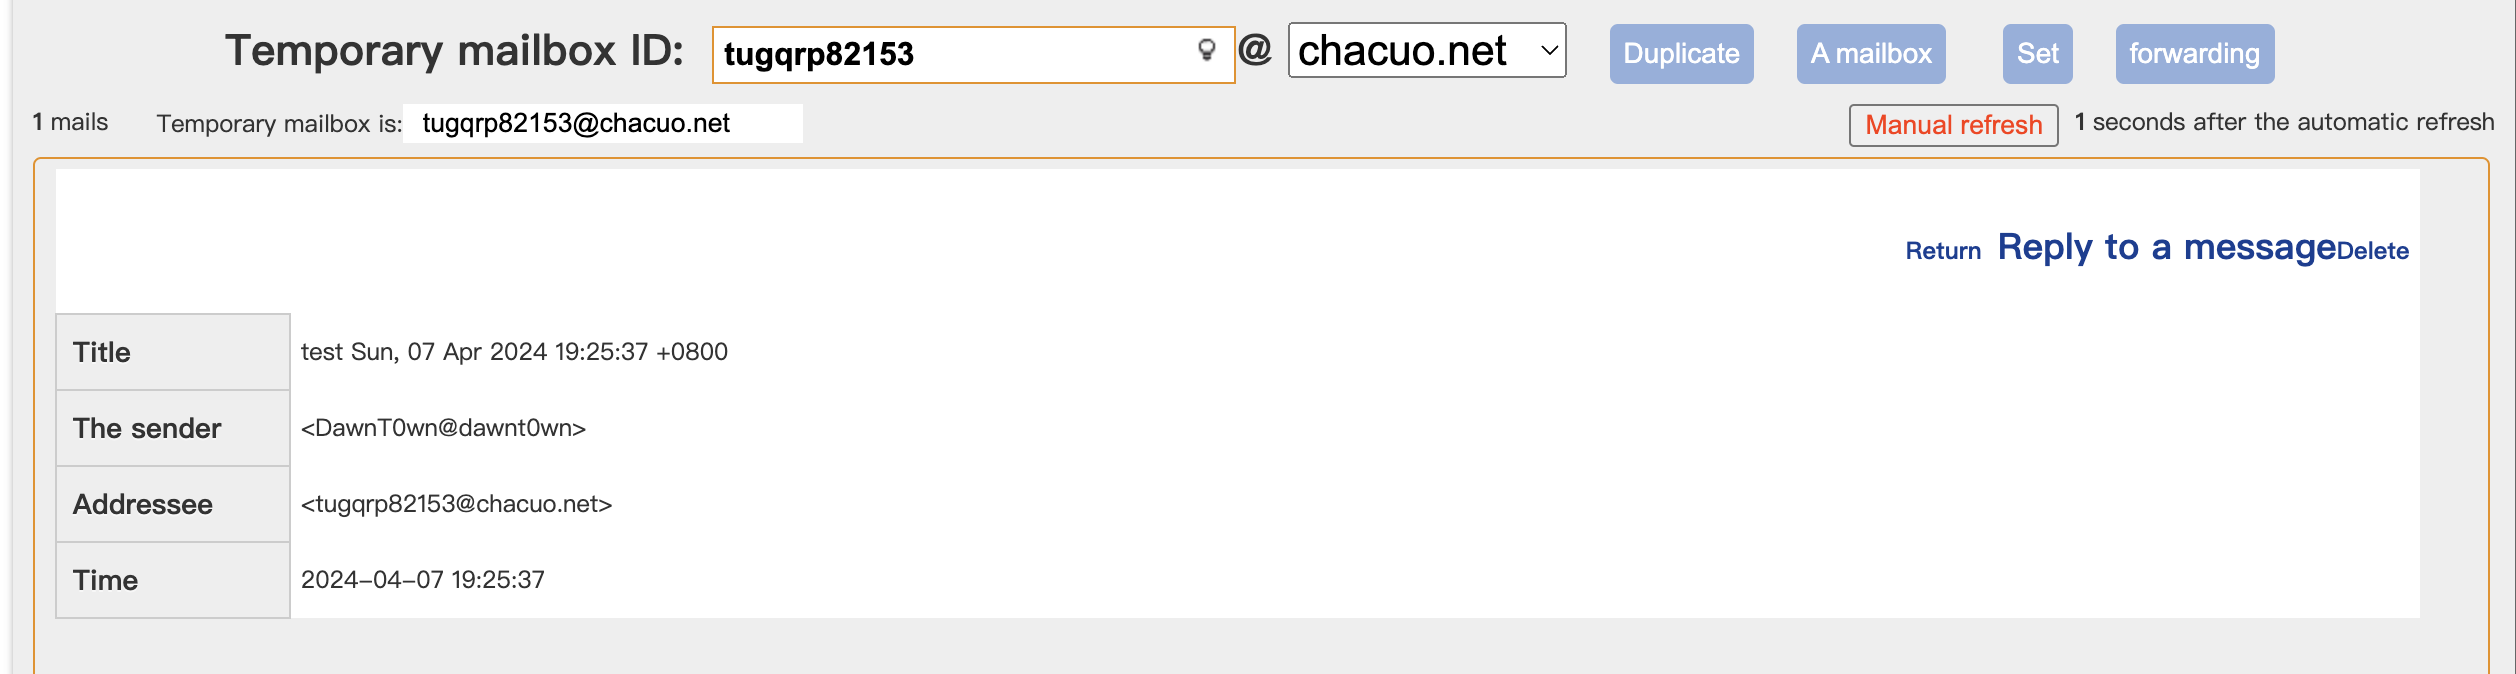 Temporary mailbox ID: tugqrp82153 @ chacuo.net Duplicate A mailbox Set forwarding
1 mails Temporary mailbox is: tugqrp82153@chacuo.net Manual refresh 1 seconds after the automatic refresh
Return Reply to a message Delete
Title test Sun, 07 Apr 2024 19:25:37 +0800
The sender <DawnT0wn@dawnt0wn>
Addressee <tugqrp82153@chacuo.net>
Time 2024-04-07 19:25:37